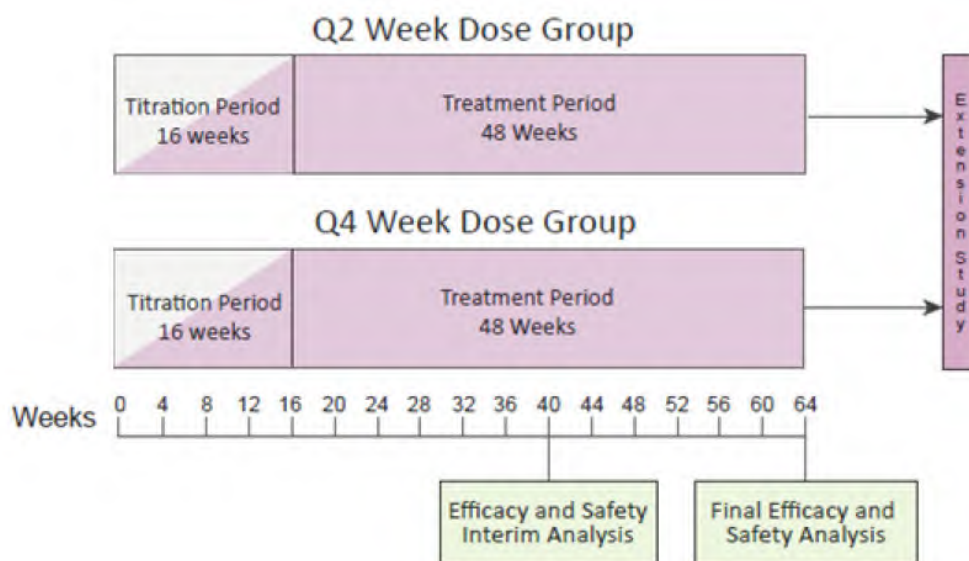 Q2 Week Dose Group
Titration Period
16 weeks
Treatment Period
48 Weeks
Q4 Week Dose Group
Titration Period
16 weeks
Treatment Period
48 Weeks
Extension Study
Weeks 0 4 8 12 16 20 24 28 32 36 40 44 48 52 56 60 64
Efficacy and Safety
Interim Analysis
Final Efficacy and
Safety Analysis